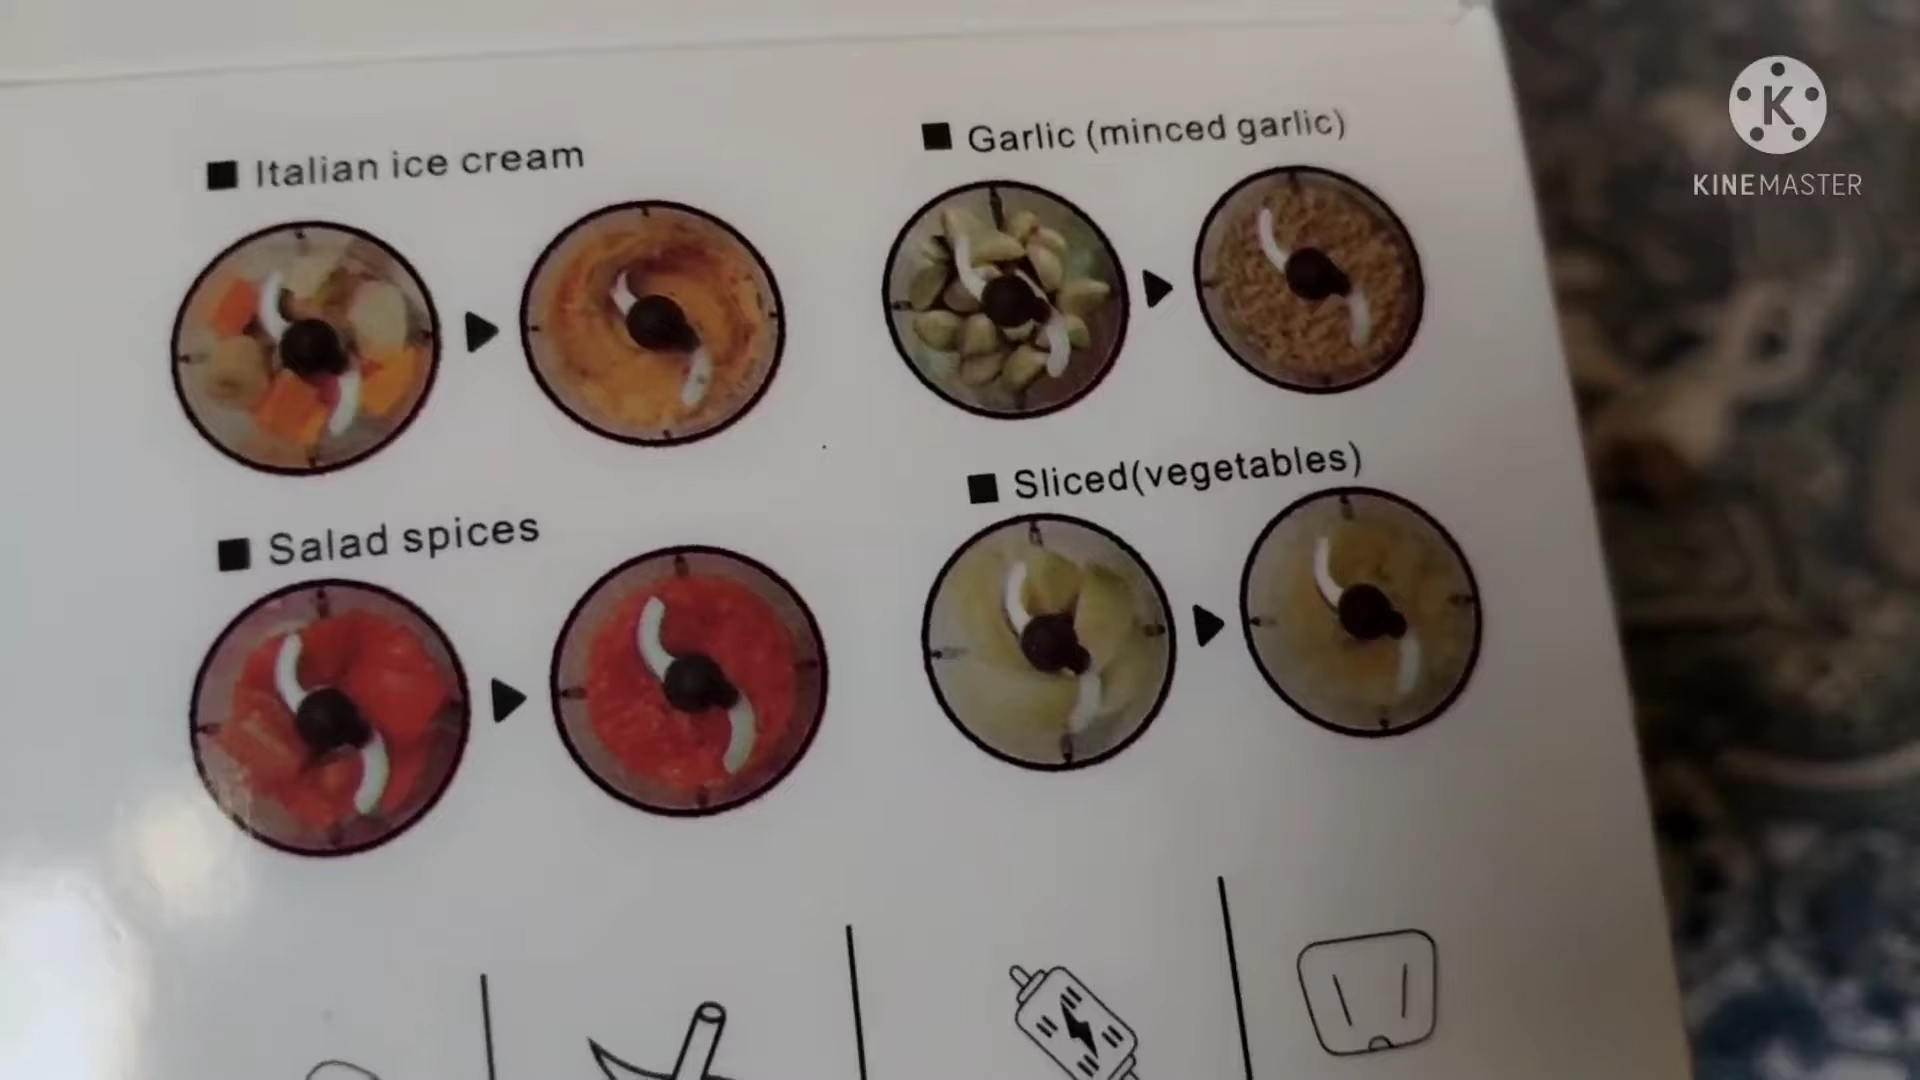 Italian ice cream
Garlic (minced garlic)
Salad spices
Sliced(vegetables)
K
KINEMASTER